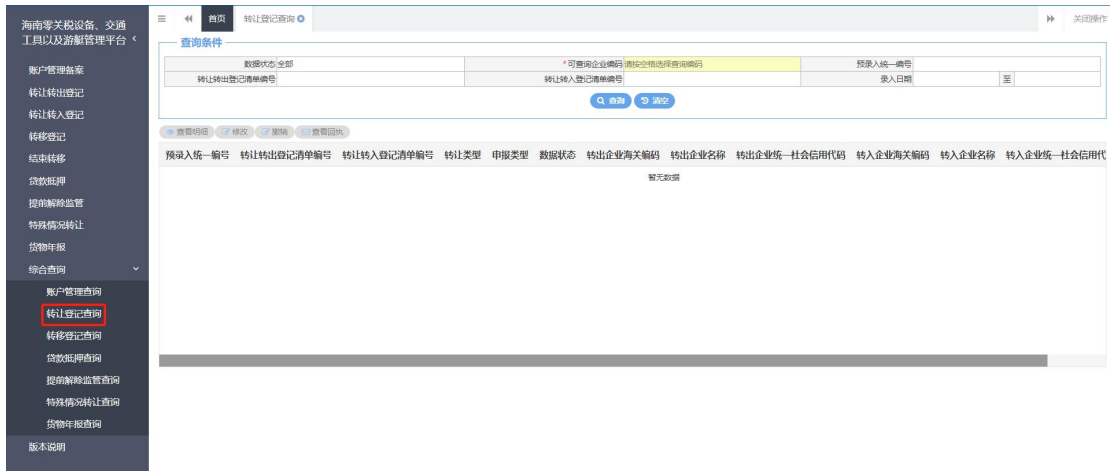 海南零关税设备、交通
工具以及游艇管理平台
账户管理备案
转让转出登记
转让转入登记
转移登记
结束转移
贷款抵押
提前解除监管
特殊情况转让
货物年报
综合查询
账户管理查询
转让登记查询
转移登记查询
贷款抵押查询
提前解除监管查询
特殊情况转让查询
货物年报查询
版本说明
首页 转让登记查询 关闭操作
查询条件
数据状态 全部 *可查询企业编码 请按空格选择查询编码 预录入统一编号
转让转出登记清单编号 转让转入登记清单编号 录入日期 至
查询 清空
查看明细 修改 撤销 查看回执
预录入统一编号 转让转出登记清单编号 转让转入登记清单编号 转让类型 申报类型 数据状态 转出企业海关编码 转出企业名称 转出企业统一社会信用代码 转入企业海关编码 转入企业名称 转入企业统一社会信用代
暂无数据